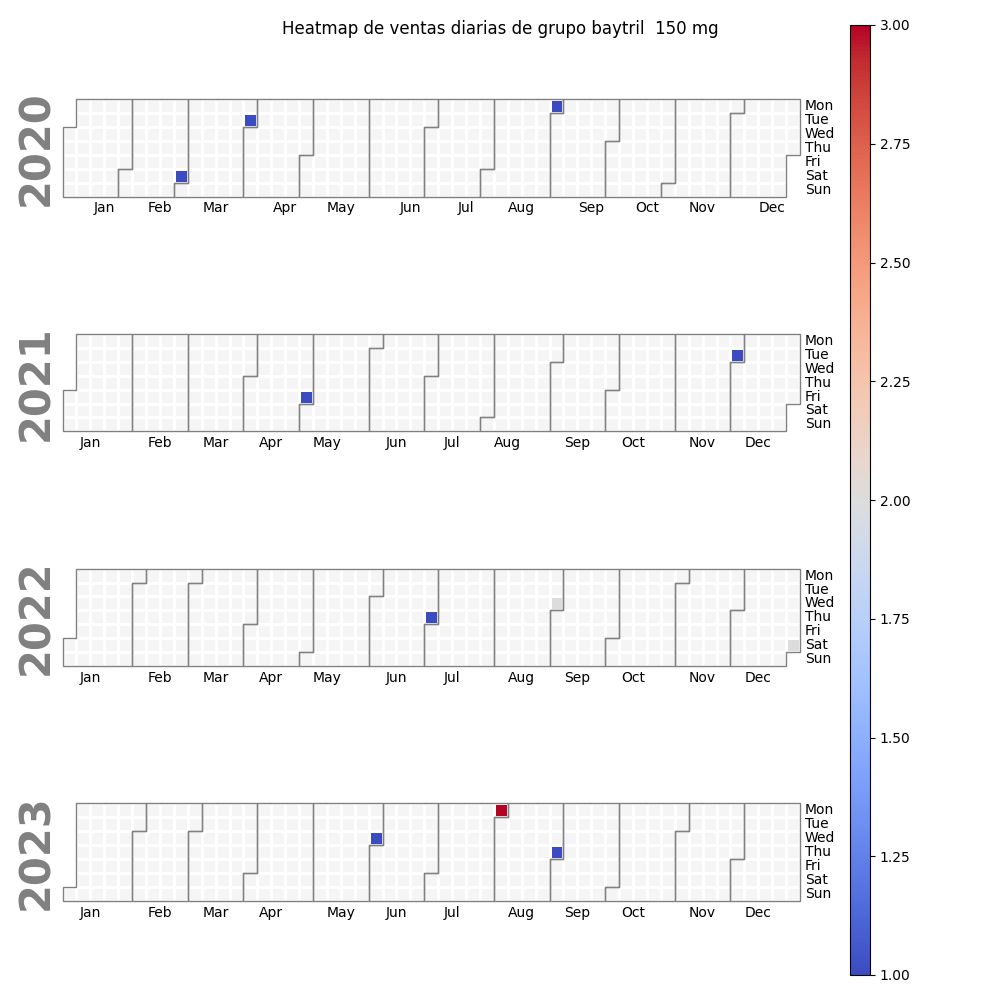 Heatmap de ventas diarias de grupo baytril  150 mg
3.00
2.75
2.50
2.25
2.00
1.75
1.50
1.25
1.00
2020
Mon
Tue
Wed
Thu
Fri
Sat
Sun
Jan Feb Mar Apr May Jun Jul Aug Sep Oct Nov Dec
2021
Mon
Tue
Wed
Thu
Fri
Sat
Sun
Jan Feb Mar Apr May Jun Jul Aug Sep Oct Nov Dec
2022
Mon
Tue
Wed
Thu
Fri
Sat
Sun
Jan Feb Mar Apr May Jun Jul Aug Sep Oct Nov Dec
2023
Mon
Tue
Wed
Thu
Fri
Sat
Sun
Jan Feb Mar Apr May Jun Jul Aug Sep Oct Nov Dec